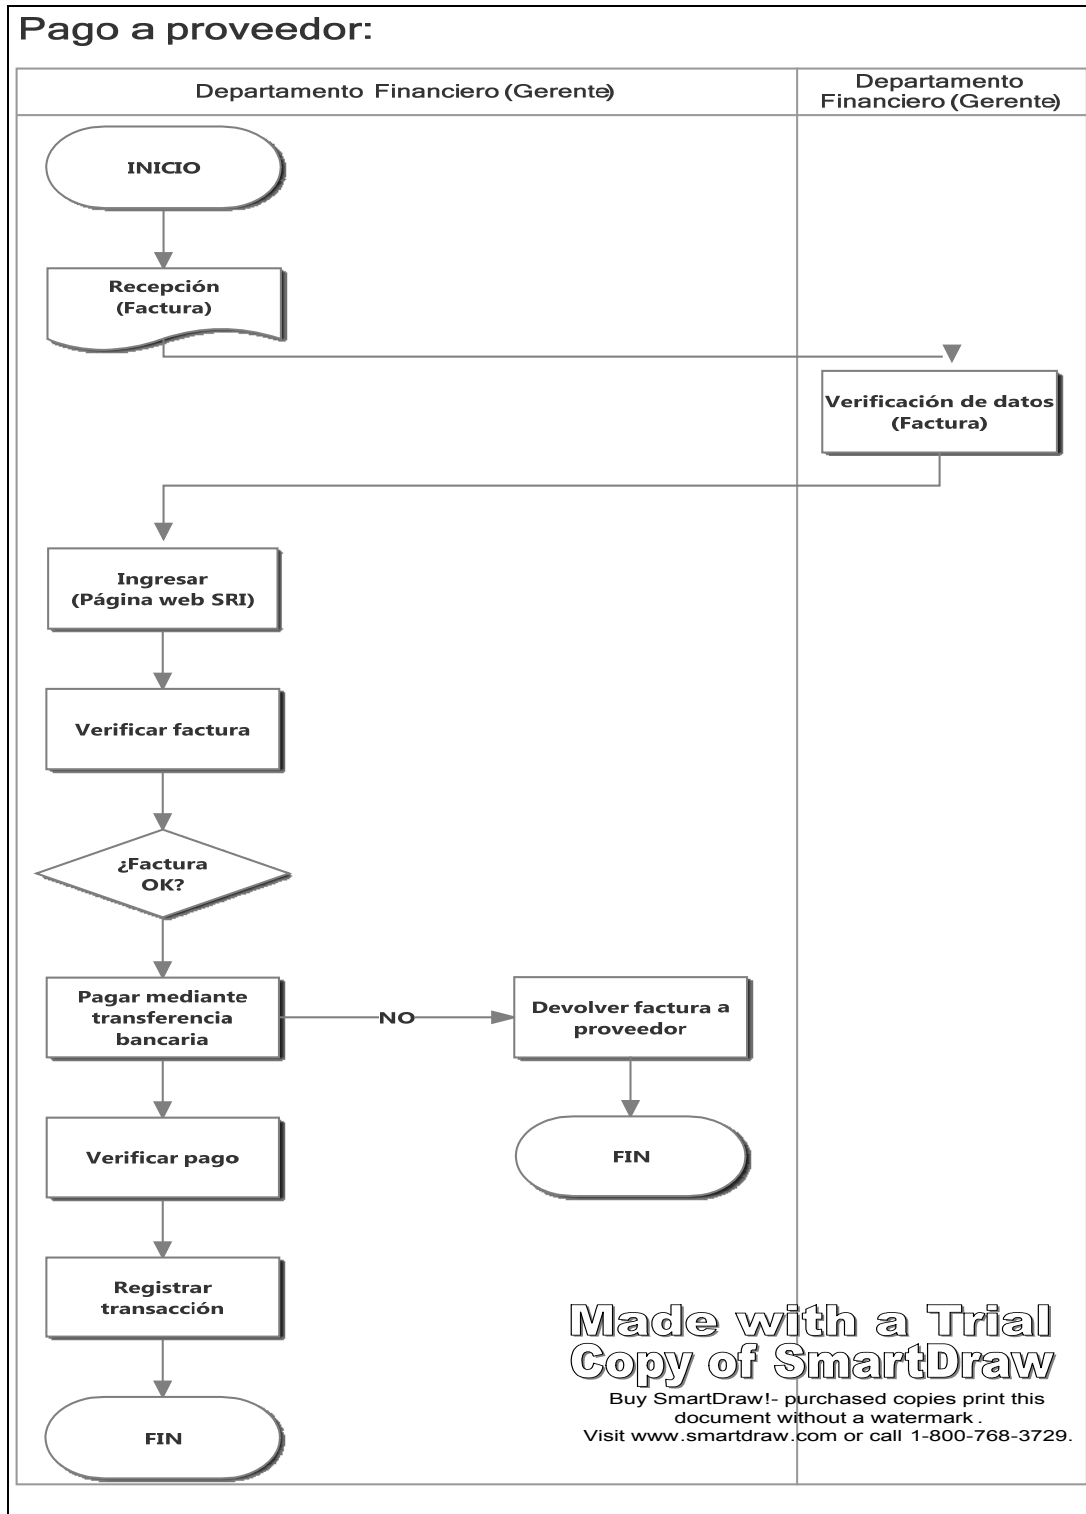 Pago a proveedor:
Departamento Financiero (Gerente)
Departamento
Financiero (Gerente)
INICIO
Recepción
(Factura)
Verificación de datos
(Factura)
Ingresar
(Página web SRI)
Verificar factura
¿Factura
OK?
Pagar mediante
transferencia
bancaria
NO
Devolver factura a
proveedor
Verificar pago
FIN
Registrar
transacción
FIN
Made with a Trial
Copy of SmartDraw
Buy SmartDraw!- purchased copies print this
document without a watermark .
Visit www.smartdraw.com or call 1-800-768-3729.